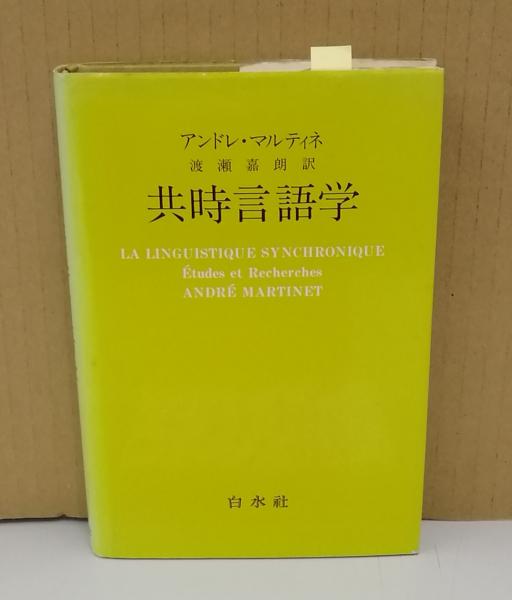 アンドレ・マルティネ
渡瀬嘉朗訳
共時言語学
LA LINGUISTIQUE SYNCHRONIQUE
Études et Recherches
ANDRÉ MARTINET
白水社